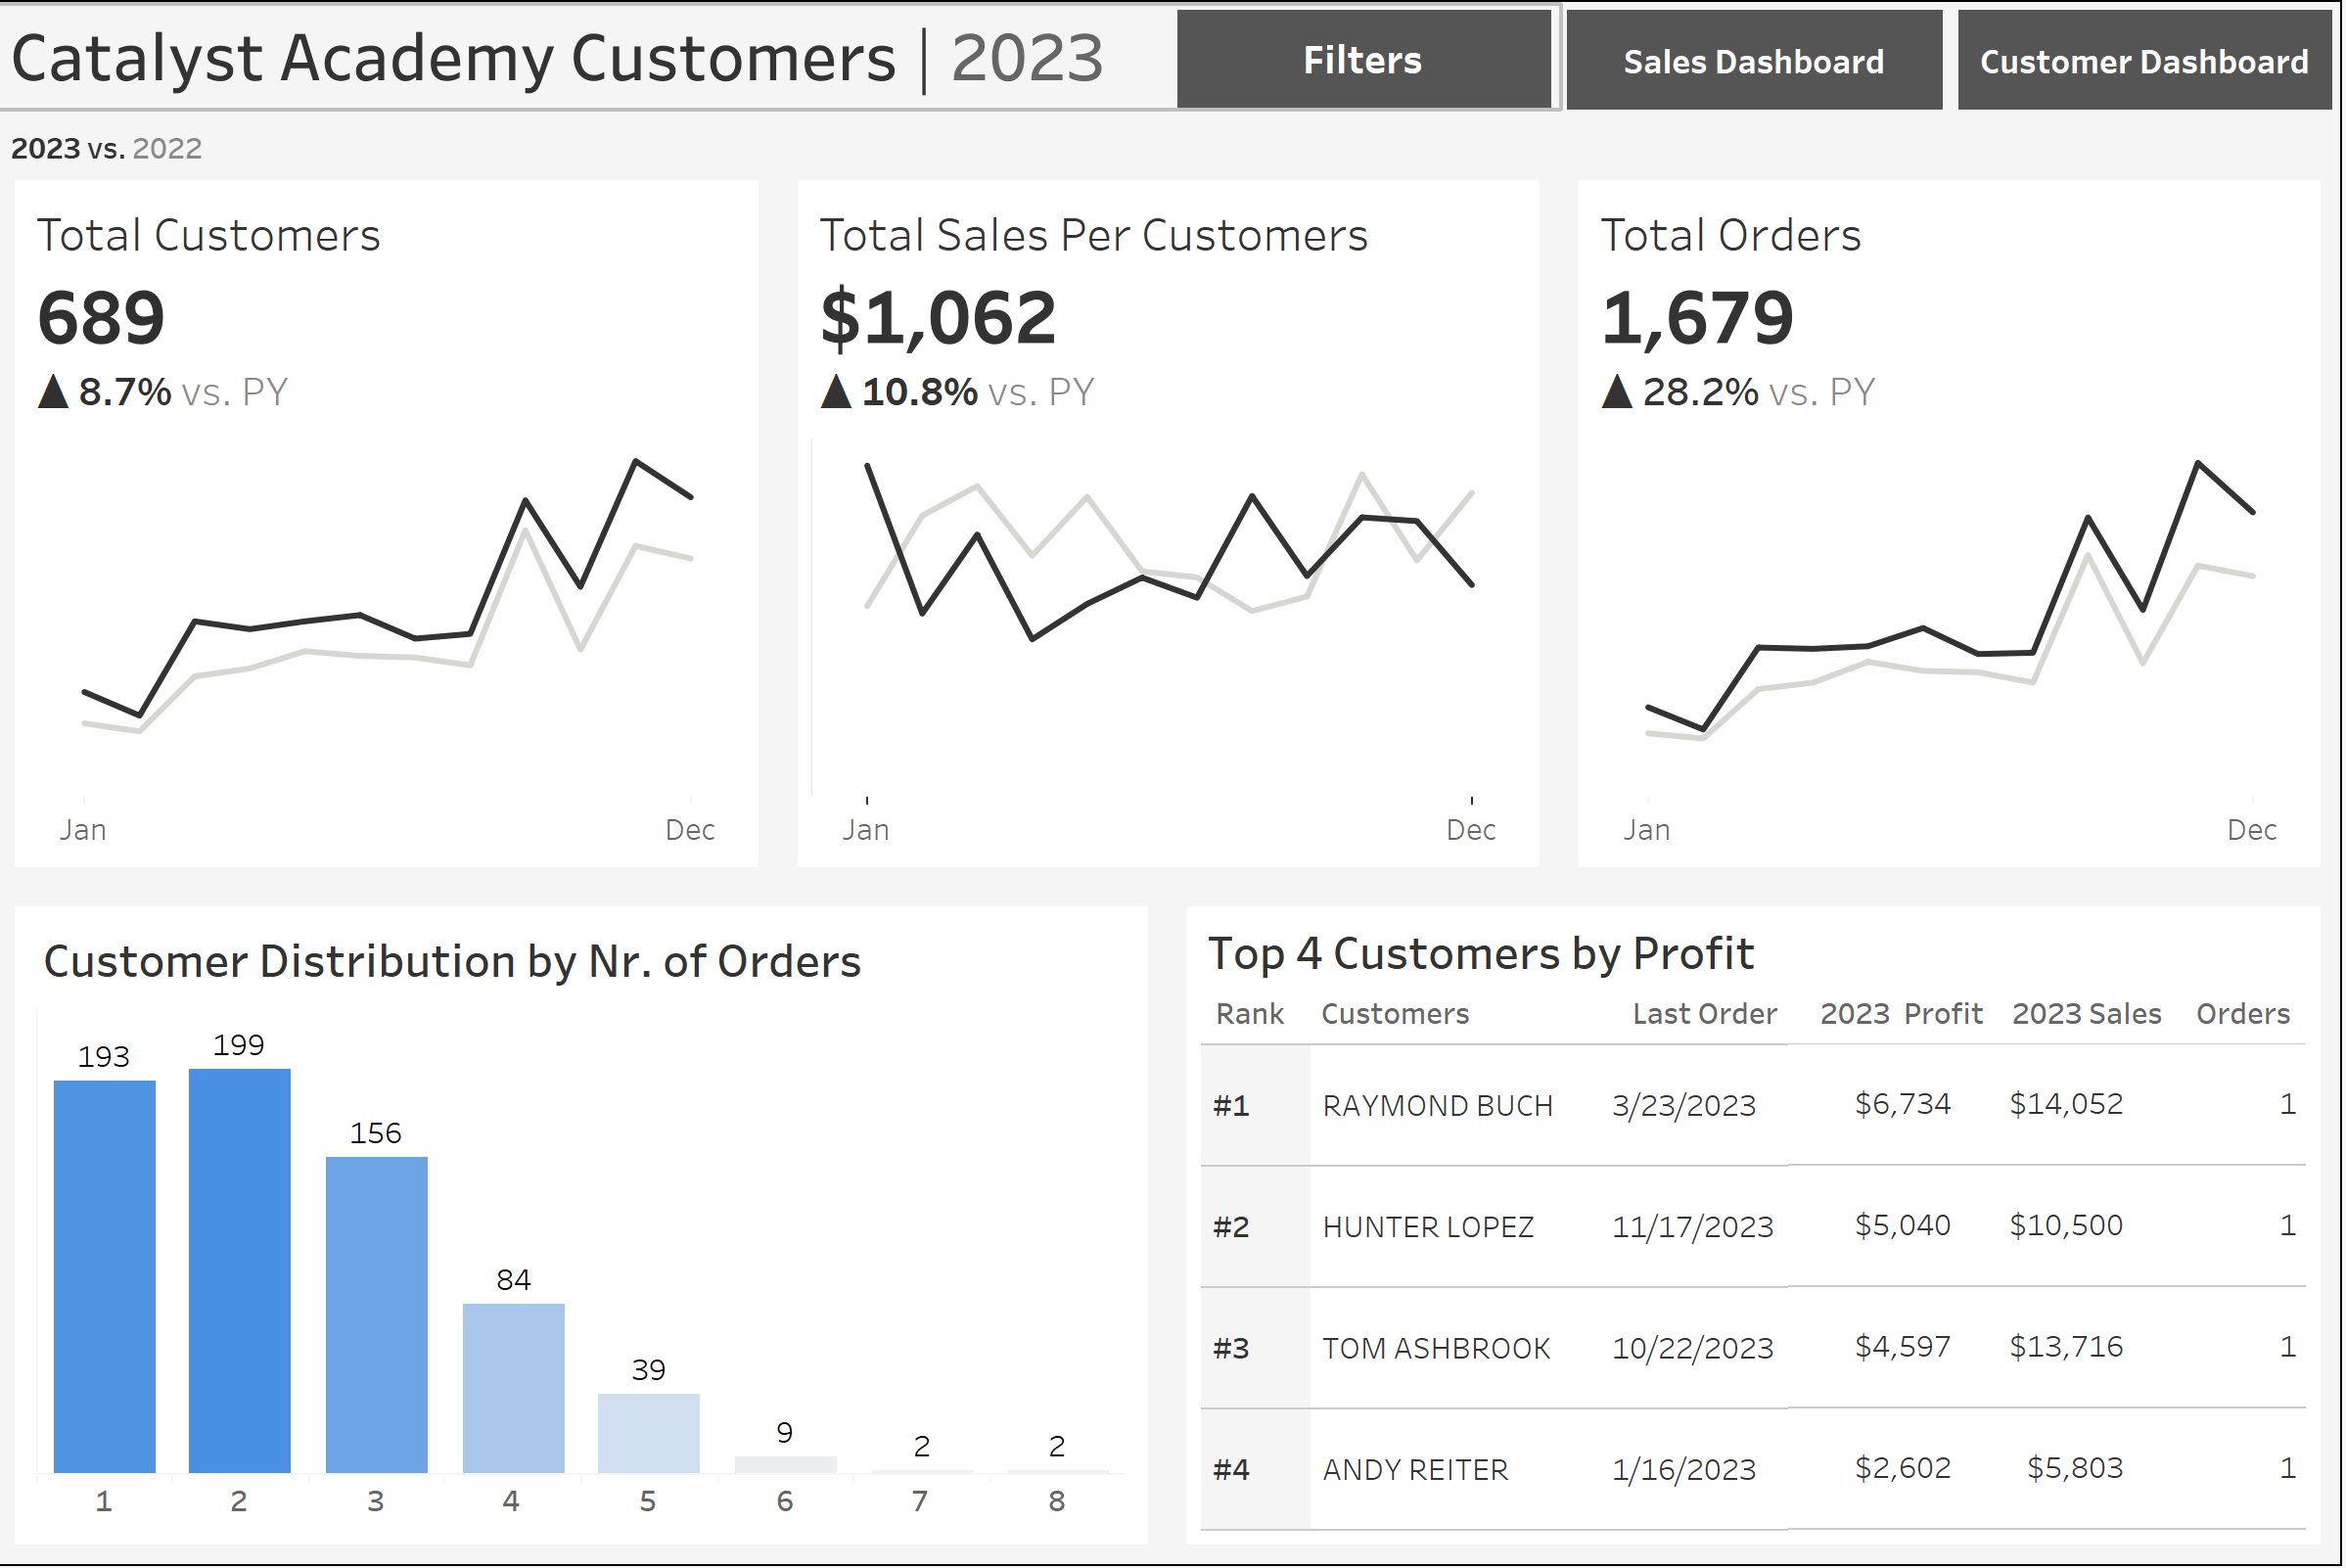 Catalyst Academy Customers | 2023
Filters
Sales Dashboard
Customer Dashboard
2023 vs. 2022
Total Customers
689
▲ 8.7% vs. PY
Jan Dec
Total Sales Per Customers
$1,062
▲ 10.8% vs. PY
Jan Dec
Total Orders
1,679
▲ 28.2% vs. PY
Jan Dec
Customer Distribution by Nr. of Orders
193 199 156 84 39 9 2 2
1 2 3 4 5 6 7 8
Top 4 Customers by Profit
Rank Customers Last Order 2023 Profit 2023 Sales Orders
#1 RAYMOND BUCH 3/23/2023 $6,734 $14,052 1
#2 HUNTER LOPEZ 11/17/2023 $5,040 $10,500 1
#3 TOM ASHBROOK 10/22/2023 $4,597 $13,716 1
#4 ANDY REITER 1/16/2023 $2,602 $5,803 1